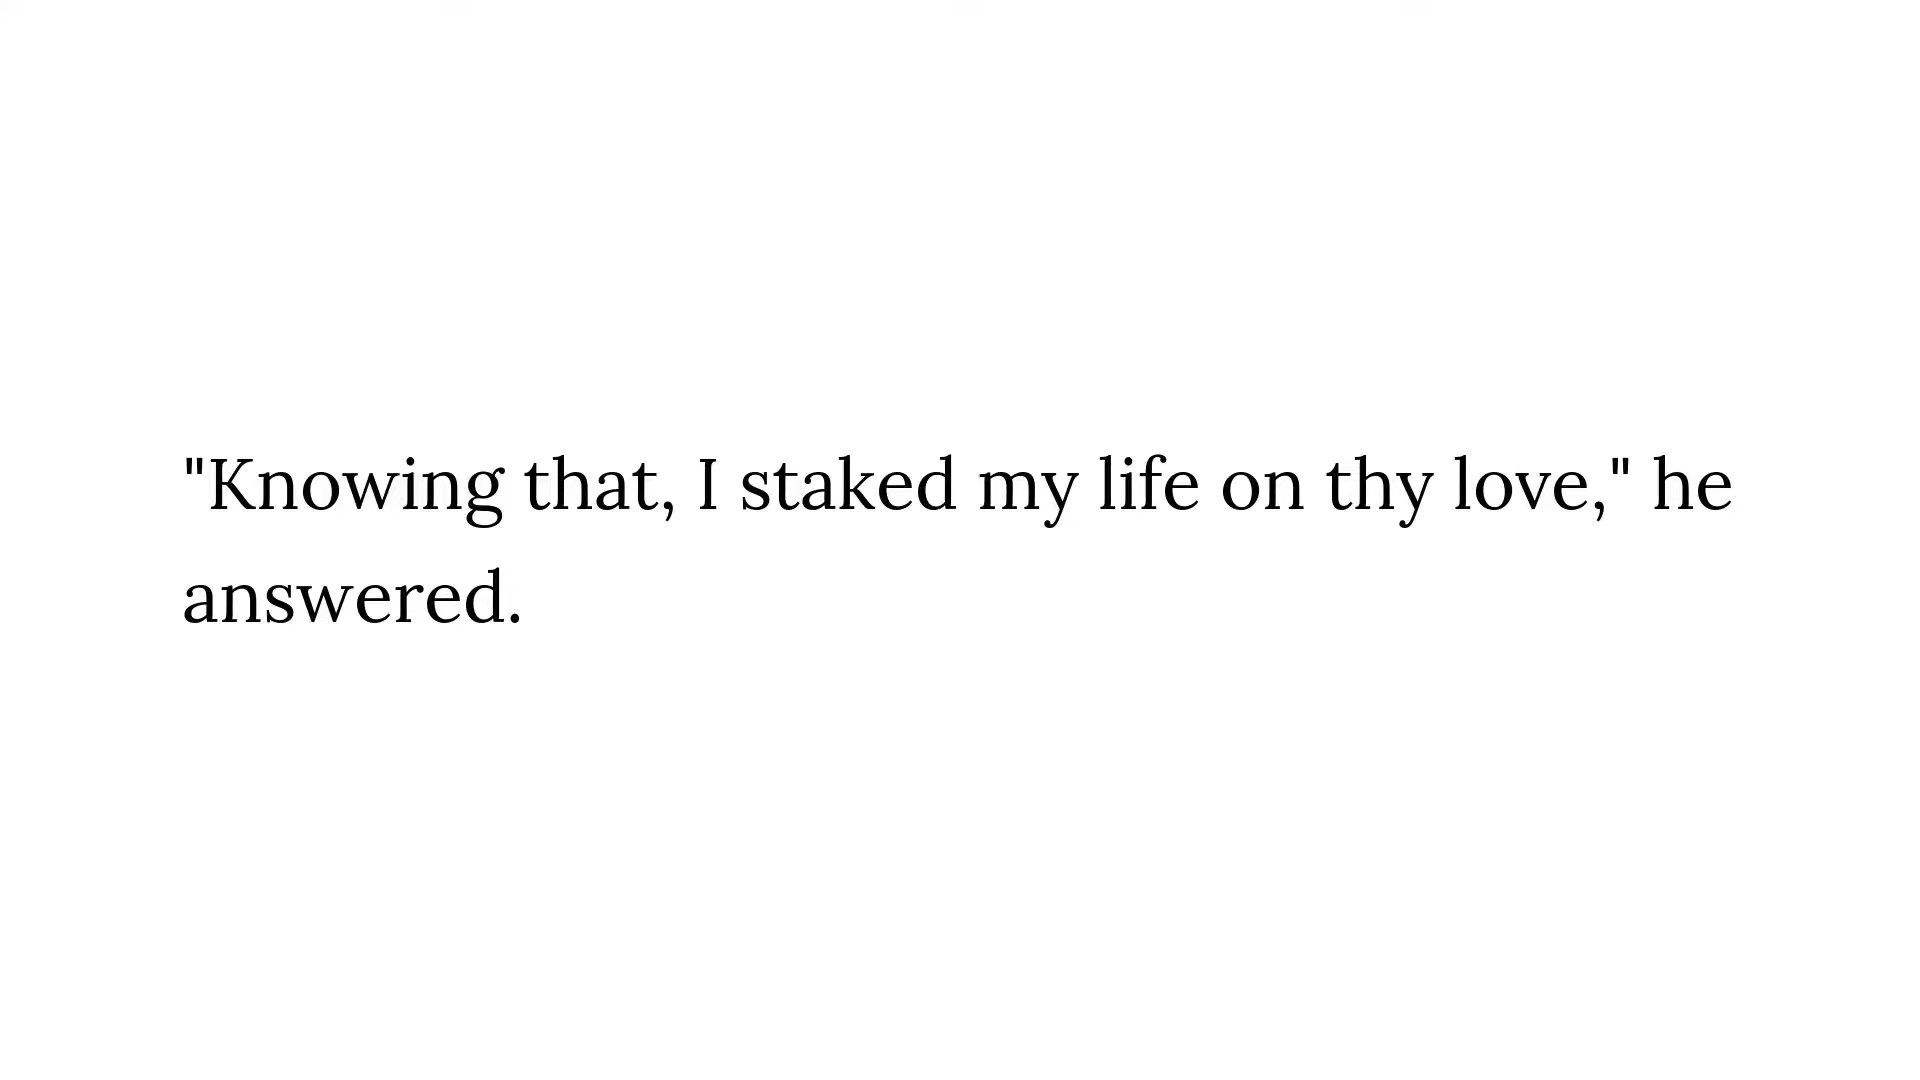 "Knowing that, I staked my life on thy love," he
answered.